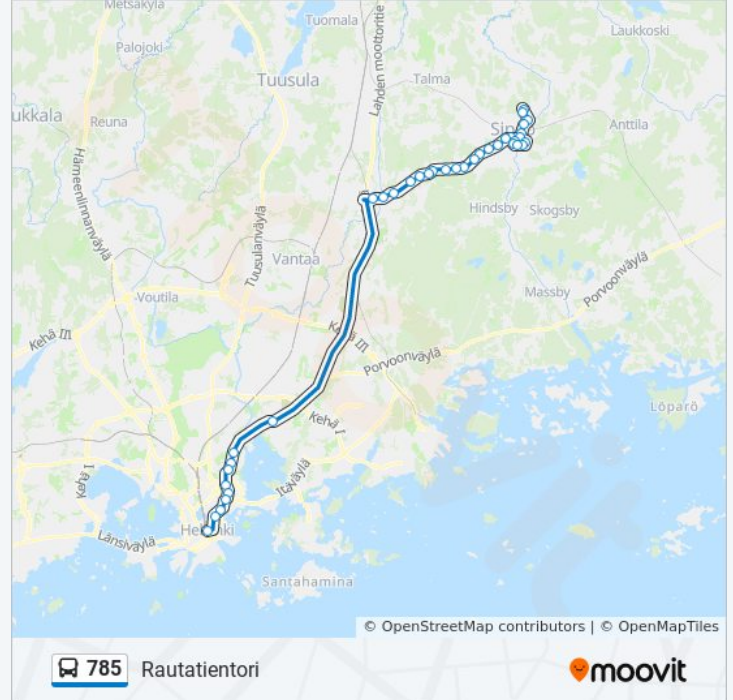 Metsäkylä
Tuomala
Laukkoski
Palojoki
Lahden moottoritie
Tuusula
Talma
ukkala
Reuna
Anttila
Hämeenlinnanväylä
Hindsby
Skogsby
Tuusulanväylä
Vantaa
Porvoonväylä
Massby
Voutila
Kehä III
Kehä III
Porvoonväylä
Löparö
Kehä I
Kehä I
Itäväylä
Helsinki
Länsiväylä
Santahamina
© OpenStreetMap contributors | © OpenMapTiles
785 Rautatientori
moovit